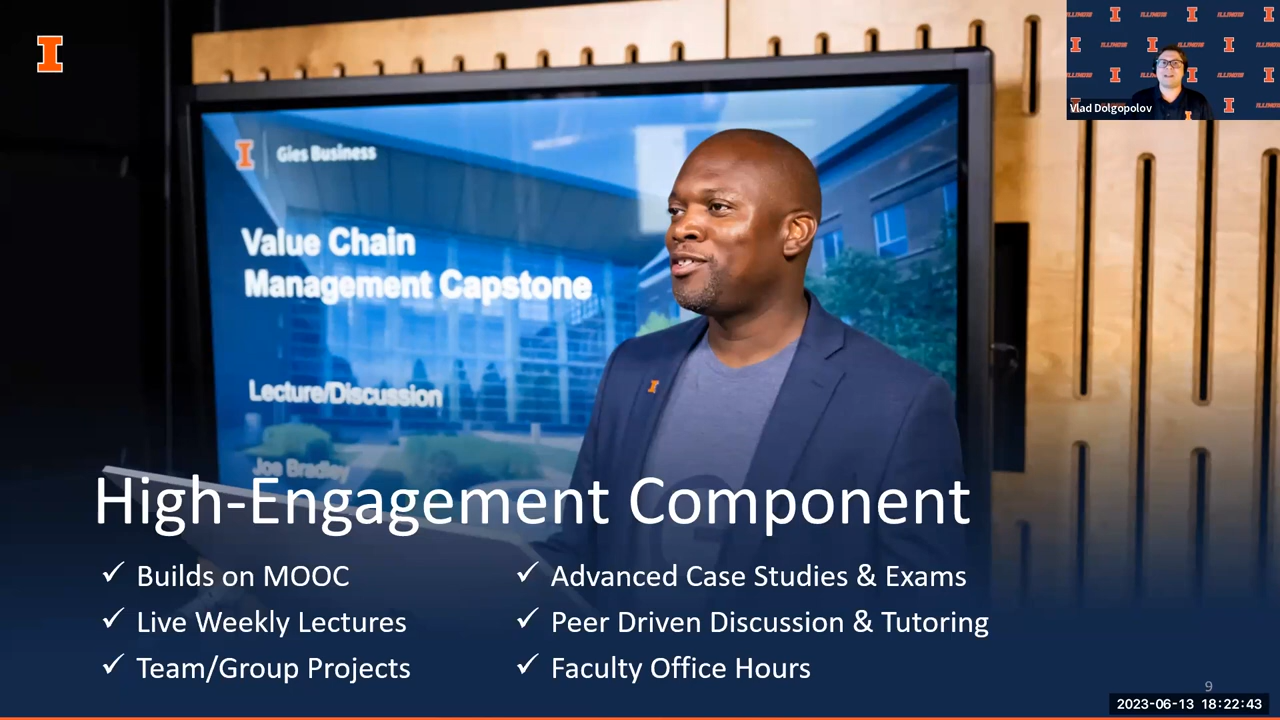 I
ILLINOIS
Vlad Dolgopolov
I Gies Business
Value Chain
Management Capstone
Lecture/Discussion
Joe Bradley
High-Engagement Component
✓ Builds on MOOC
✓ Live Weekly Lectures
✓ Team/Group Projects
✓ Advanced Case Studies & Exams
✓ Peer Driven Discussion & Tutoring
✓ Faculty Office Hours
9
2023-06-13 18:22:43